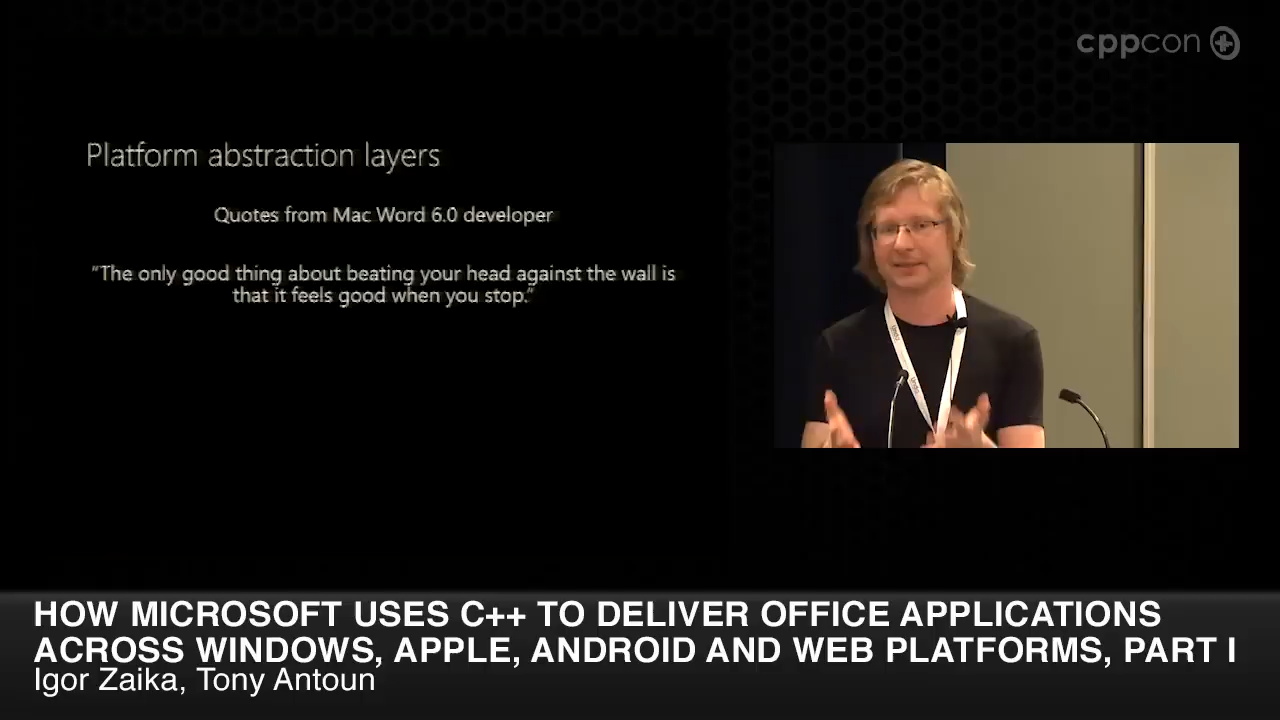 cppcon
Platform abstraction layers
Quotes from Mac Word 6.0 developer
"The only good thing about beating your head against the wall is
that it feels good when you stop."
HOW MICROSOFT USES C++ TO DELIVER OFFICE APPLICATIONS
ACROSS WINDOWS, APPLE, ANDROID AND WEB PLATFORMS, PART I
Igor Zaika, Tony Antoun